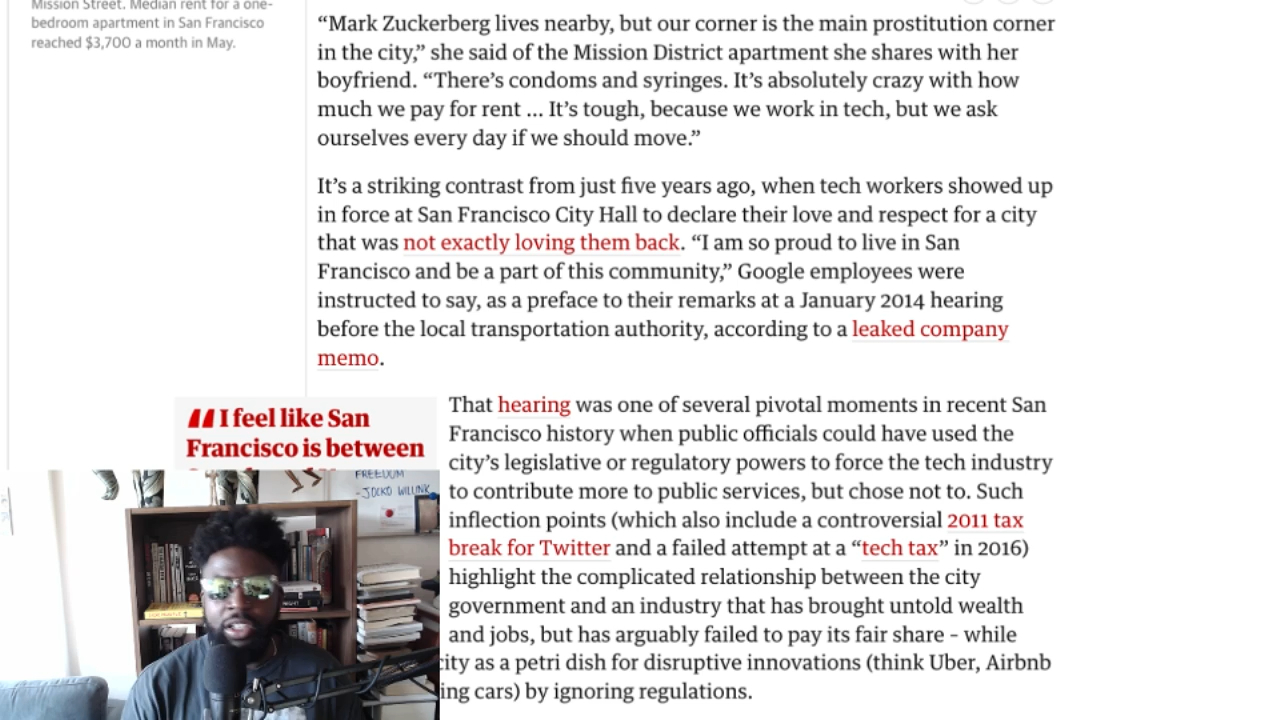 Mission Street. Median rent for a one-
bedroom apartment in San Francisco
reached $3,700 a month in May.
“Mark Zuckerberg lives nearby, but our corner is the main prostitution corner
in the city,” she said of the Mission District apartment she shares with her
boyfriend. “There’s condoms and syringes. It’s absolutely crazy with how
much we pay for rent ... It’s tough, because we work in tech, but we ask
ourselves every day if we should move.”
It’s a striking contrast from just five years ago, when tech workers showed up
in force at San Francisco City Hall to declare their love and respect for a city
that was not exactly loving them back. “I am so proud to live in San
Francisco and be a part of this community,” Google employees were
instructed to say, as a preface to their remarks at a January 2014 hearing
before the local transportation authority, according to a leaked company
memo.
I feel like San
Francisco is between
That hearing was one of several pivotal moments in recent San
Francisco history when public officials could have used the
city’s legislative or regulatory powers to force the tech industry
to contribute more to public services, but chose not to. Such
inflection points (which also include a controversial 2011 tax
break for Twitter and a failed attempt at a “tech tax” in 2016)
highlight the complicated relationship between the city
government and an industry that has brought untold wealth
and jobs, but has arguably failed to pay its fair share – while
city as a petri dish for disruptive innovations (think Uber, Airbnb
ing cars) by ignoring regulations.
FREEDOM
-JOCKO WILLINK